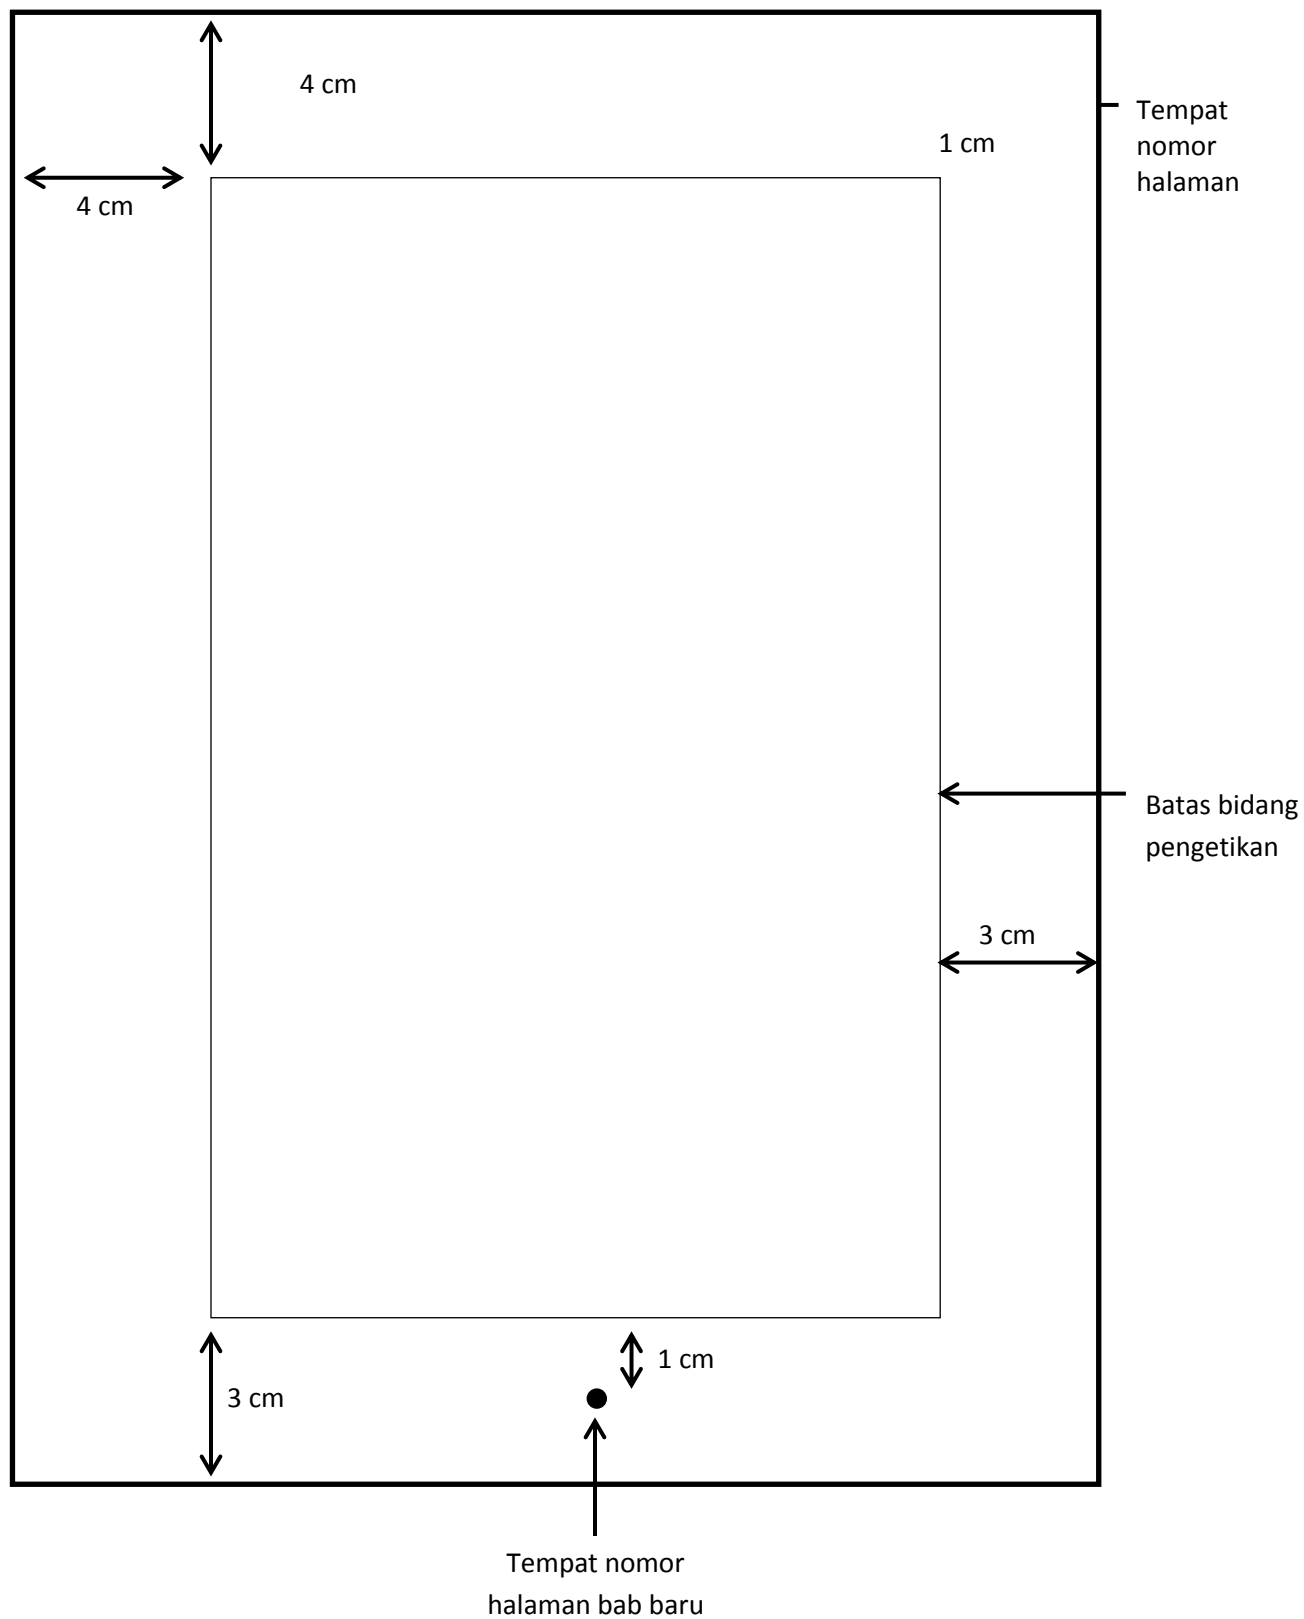 4 cm
Tempat
nomor
halaman
1 cm
4 cm
Batas bidang
pengetikan
3 cm
1 cm
3 cm
Tempat nomor
halaman bab baru